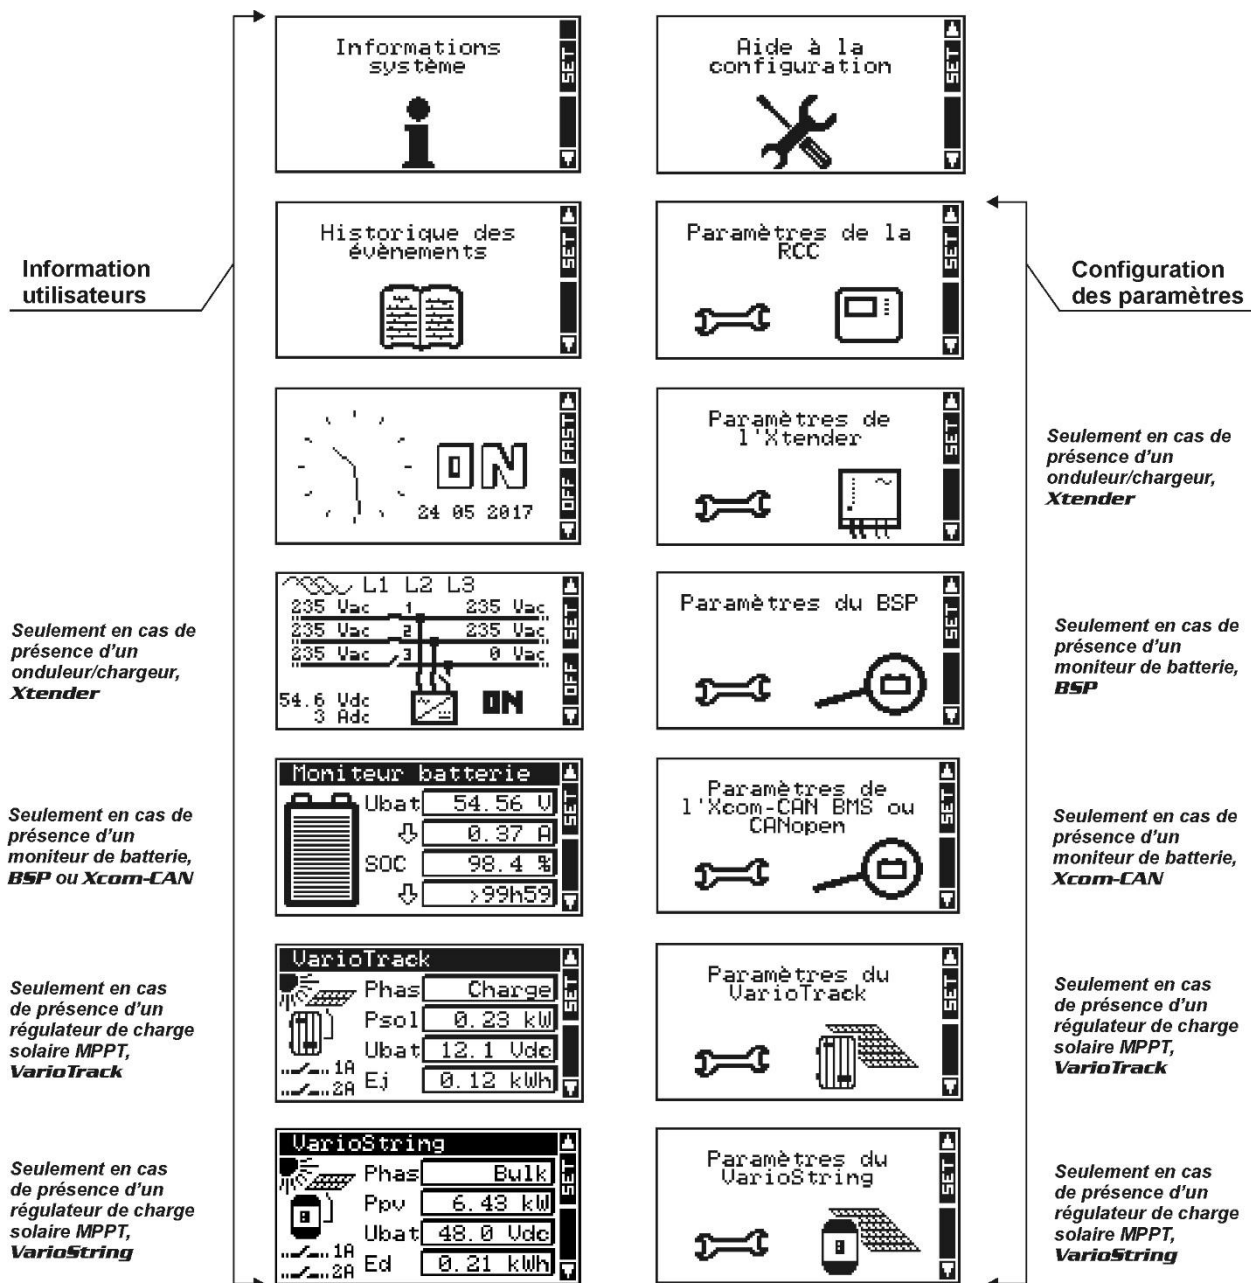 Informations
système
SET
Aide à la
configuration
SET
Information
utilisateurs
Historique des
évènements
SET
Paramètres de la
RCC
SET
Configuration
des paramètres
ON
24 05 2017
FAST
OFF
Paramètres de
l'Xtender
SET
Seulement en cas de
présence d'un
onduleur/chargeur,
Xtender
Seulement en cas de
présence d'un
onduleur/chargeur,
Xtender
L1 L2 L3
235 Vac 1 235 Vac
235 Vac 2 235 Vac
235 Vac 3 0 Vac
54.6 Vdc
3 Adc
ON
SET
OFF
Paramètres du BSP
SET
Seulement en cas de
présence d'un
moniteur de batterie,
BSP
Seulement en cas de
présence d'un
moniteur de batterie,
BSP ou Xcom-CAN
Moniteur batterie
Ubat 54.56 V
0.37 A
SOC 98.4 %
>99h59
SET
Paramètres de
l'Xcom-CAN BMS ou
CANopen
SET
Seulement en cas de
présence d'un
moniteur de batterie,
Xcom-CAN
Seulement en cas
de présence d'un
régulateur de charge
solaire MPPT,
VarioTrack
VarioTrack
Phas Charge
Psol 0.23 kW
Ubat 12.1 Vdc
1A
Ej 0.12 kWh
2A
SET
Paramètres du
VarioTrack
SET
Seulement en cas
de présence d'un
régulateur de charge
solaire MPPT,
VarioTrack
Seulement en cas
de présence d'un
régulateur de charge
solaire MPPT,
VarioString
VarioString
Phas Bulk
Ppv 6.43 kW
Ubat 48.0 Vdc
1A
Ed 0.21 kWh
2A
SET
Paramètres du
VarioString
SET
Seulement en cas
de présence d'un
régulateur de charge
solaire MPPT,
VarioString